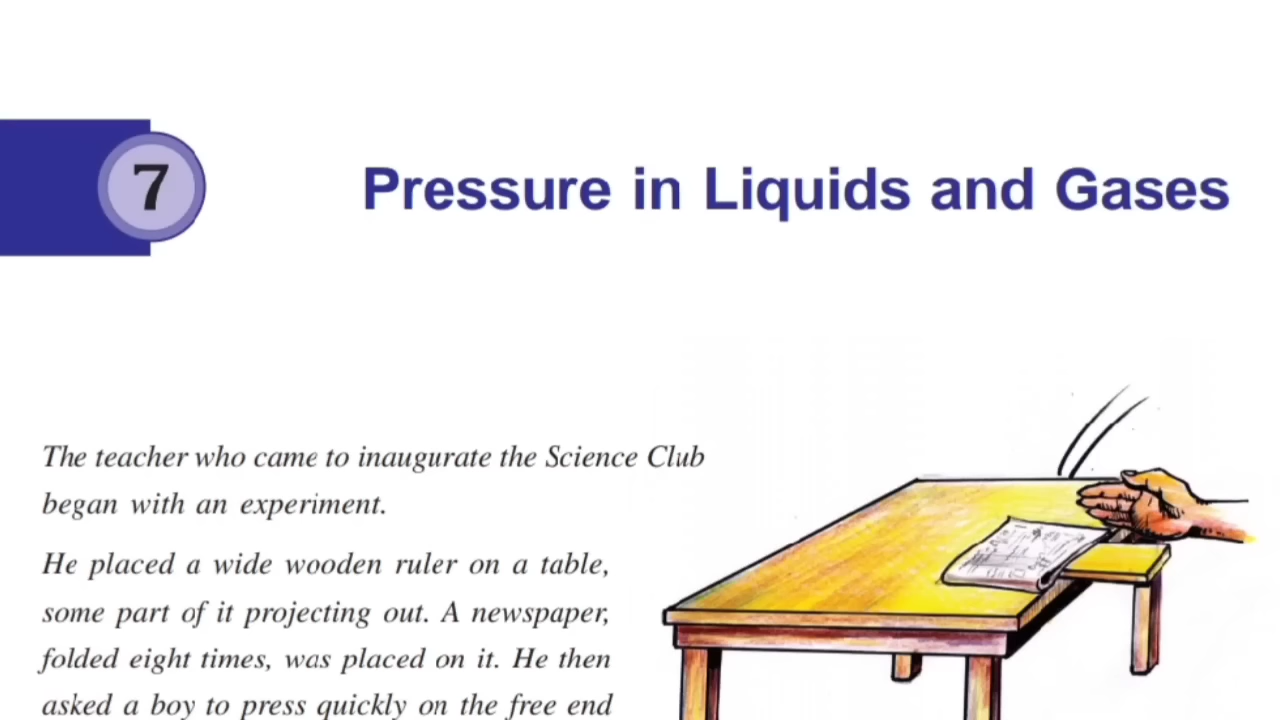 7
Pressure in Liquids and Gases
The teacher who came to inaugurate the Science Club
began with an experiment.
He placed a wide wooden ruler on a table,
some part of it projecting out. A newspaper,
folded eight times, was placed on it. He then
asked a boy to press quickly on the free end